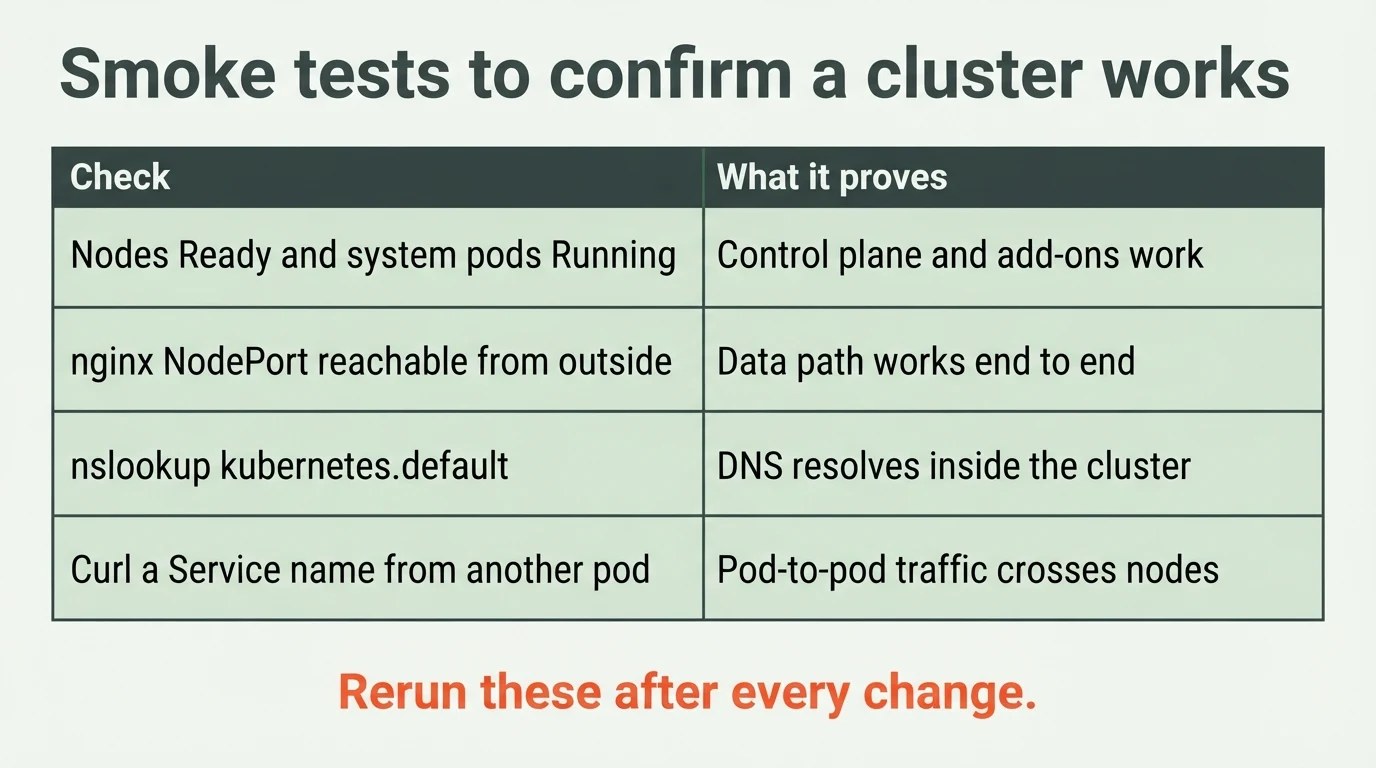 Smoke tests to confirm a cluster works
Check
What it proves
Nodes Ready and system pods Running
Control plane and add-ons work
nginx NodePort reachable from outside
Data path works end to end
nslookup kubernetes.default
DNS resolves inside the cluster
Curl a Service name from another pod
Pod-to-pod traffic crosses nodes
Rerun these after every change.